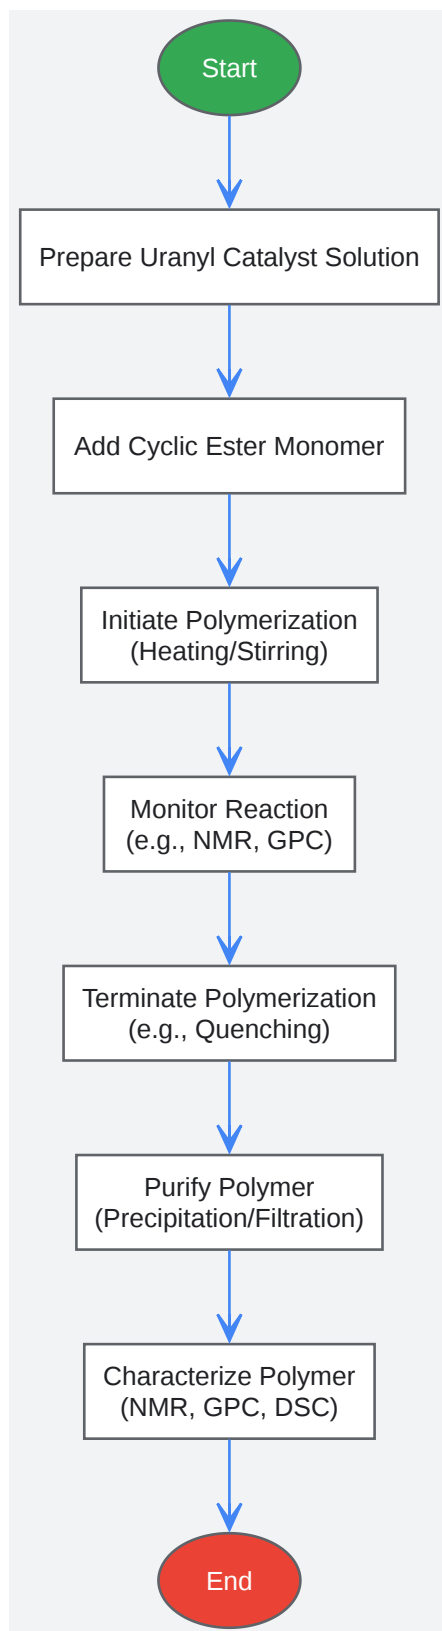 Start
Prepare Uranyl Catalyst Solution
Add Cyclic Ester Monomer
Initiate Polymerization
(Heating/Stirring)
Monitor Reaction
(e.g., NMR, GPC)
Terminate Polymerization
(e.g., Quenching)
Purify Polymer
(Precipitation/Filtration)
Characterize Polymer
(NMR, GPC, DSC)
End